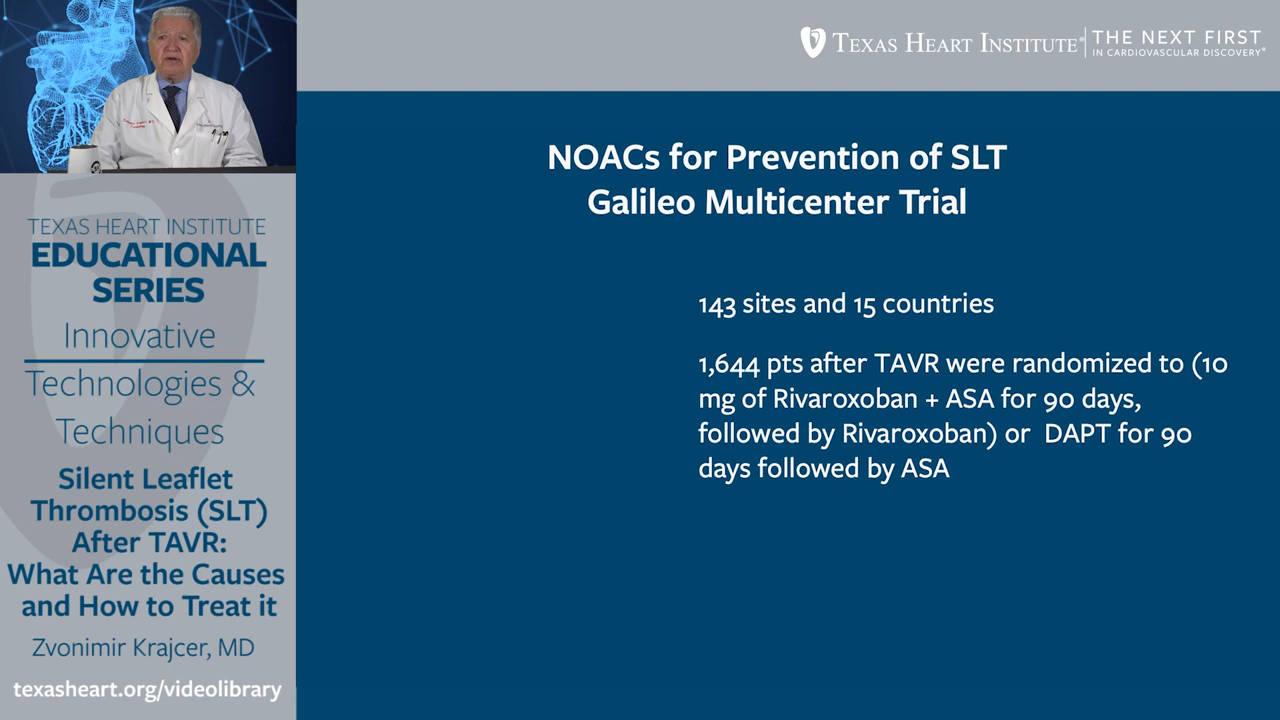 TEXAS HEART INSTITUTE® THE NEXT FIRST
IN CARDIOVASCULAR DISCOVERY®
NOACs for Prevention of SLT
Galileo Multicenter Trial
143 sites and 15 countries
1,644 pts after TAVR were randomized to (10
mg of Rivaroxoban + ASA for 90 days,
followed by Rivaroxoban) or DAPT for 90
days followed by ASA
TEXAS HEART INSTITUTE
EDUCATIONAL
SERIES
Innovative
Technologies &
Techniques
Silent Leaflet
Thrombosis (SLT)
After TAVR:
What Are the Causes
and How to Treat it
Zvonimir Krajcer, MD
texasheart.org/videolibrary